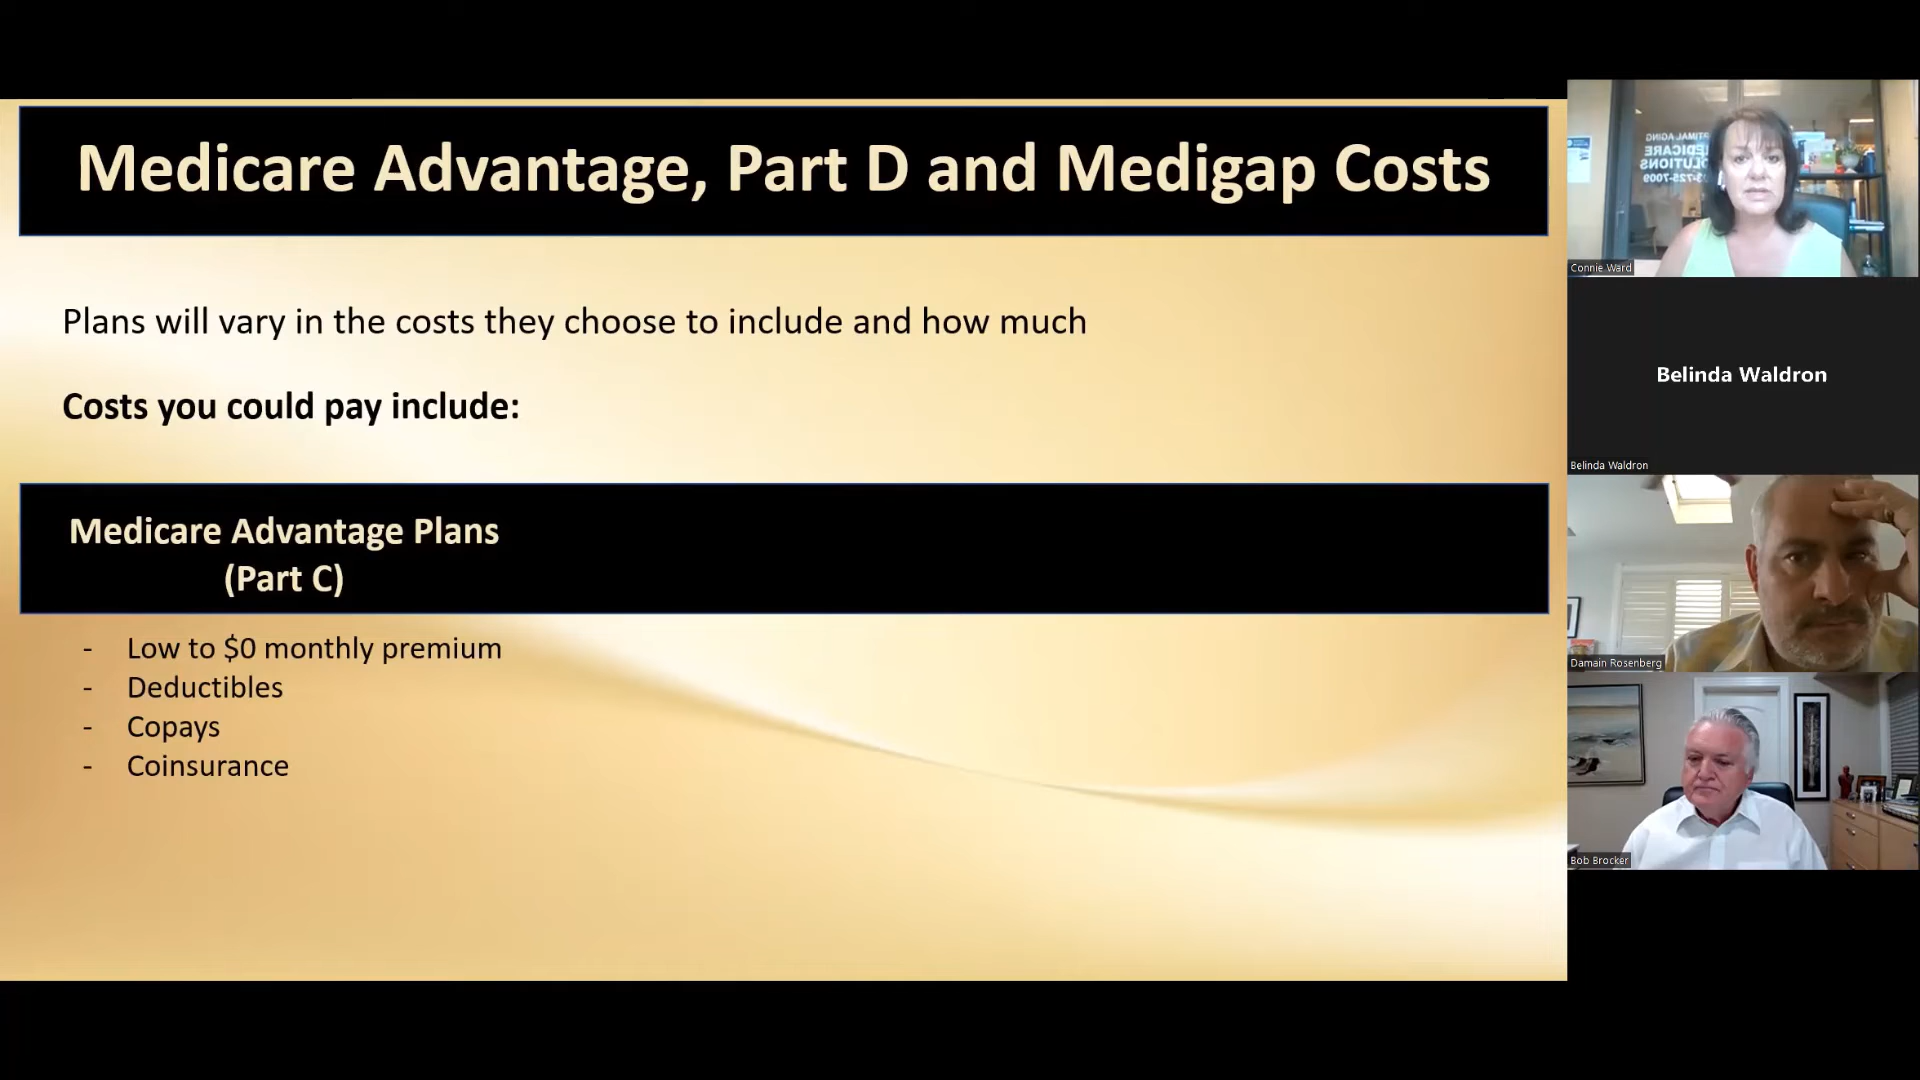 Medicare Advantage, Part D and Medigap Costs
Plans will vary in the costs they choose to include and how much
Costs you could pay include:
Medicare Advantage Plans
(Part C)
- Low to $0 monthly premium
- Deductibles
- Copays
- Coinsurance
Connie Ward
Belinda Waldron
Belinda Waldron
Damain Rosenberg
Bob Brocker